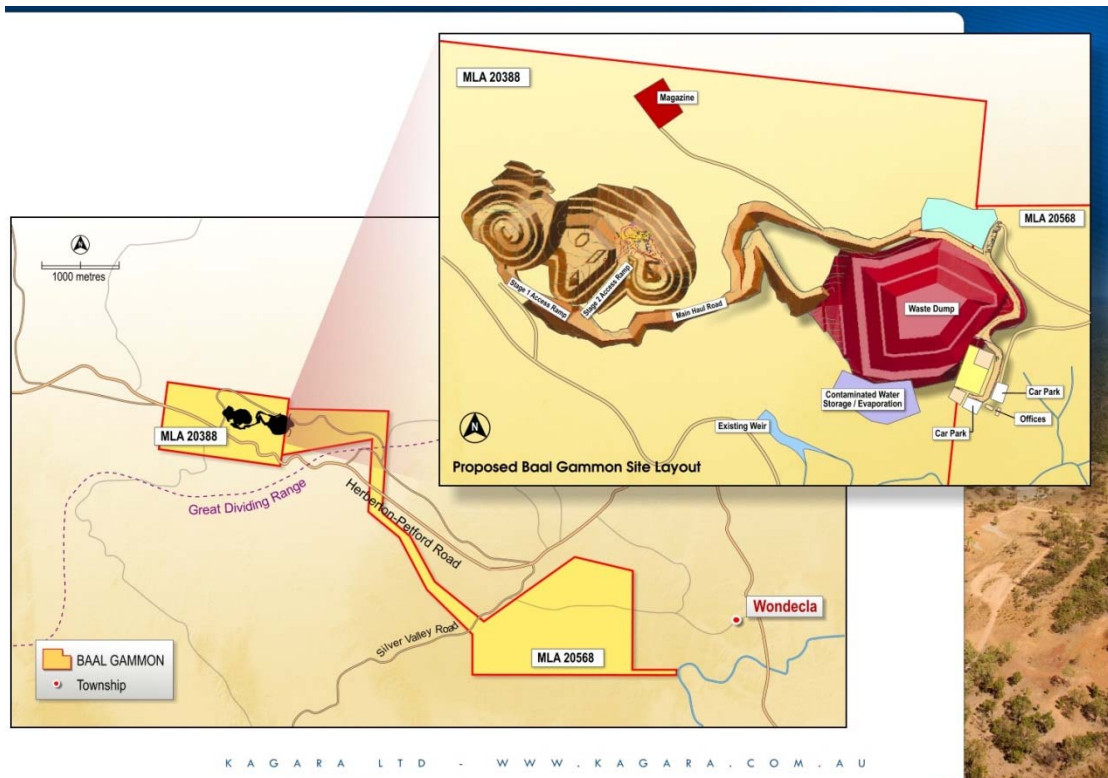 MLA 20388
Magazine
MLA 20568
Stage 1 Access Ramp
Stage 2 Access Ramp
Main Haul Road
Waste Dump
Contaminated Water
Storage / Evaporation
Car Park
Offices
Car Park
Existing Weir
N
Proposed Baal Gammon Site Layout
N
1000 metres
MLA 20388
Great Dividing Range
Herberton-Petford Road
Silver Valley Road
MLA 20568
Wondecla
BAAL GAMMON
Township
KAGARA LTD - WWW.KAGARA.COM.AU